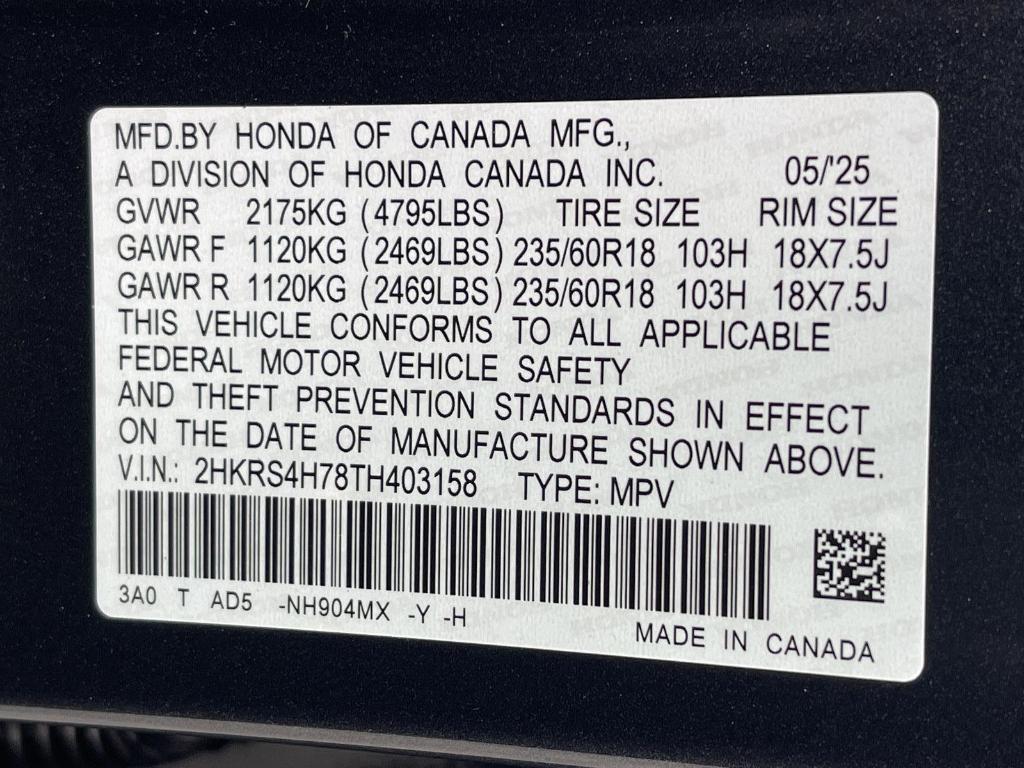 MFD.BY HONDA OF CANADA MFG.,
A DIVISION OF HONDA CANADA INC. 05/'25
GVWR 2175KG (4795LBS) TIRE SIZE RIM SIZE
GAWR F 1120KG (2469LBS) 235/60R18 103H 18X7.5J
GAWR R 1120KG (2469LBS) 235/60R18 103H 18X7.5J
THIS VEHICLE CONFORMS TO ALL APPLICABLE
FEDERAL MOTOR VEHICLE SAFETY
AND THEFT PREVENTION STANDARDS IN EFFECT
ON THE DATE OF MANUFACTURE SHOWN ABOVE.
V.I.N.: 2HKRS4H78TH403158 TYPE: MPV
3A0 T AD5 -NH904MX -Y -H
MADE IN CANADA